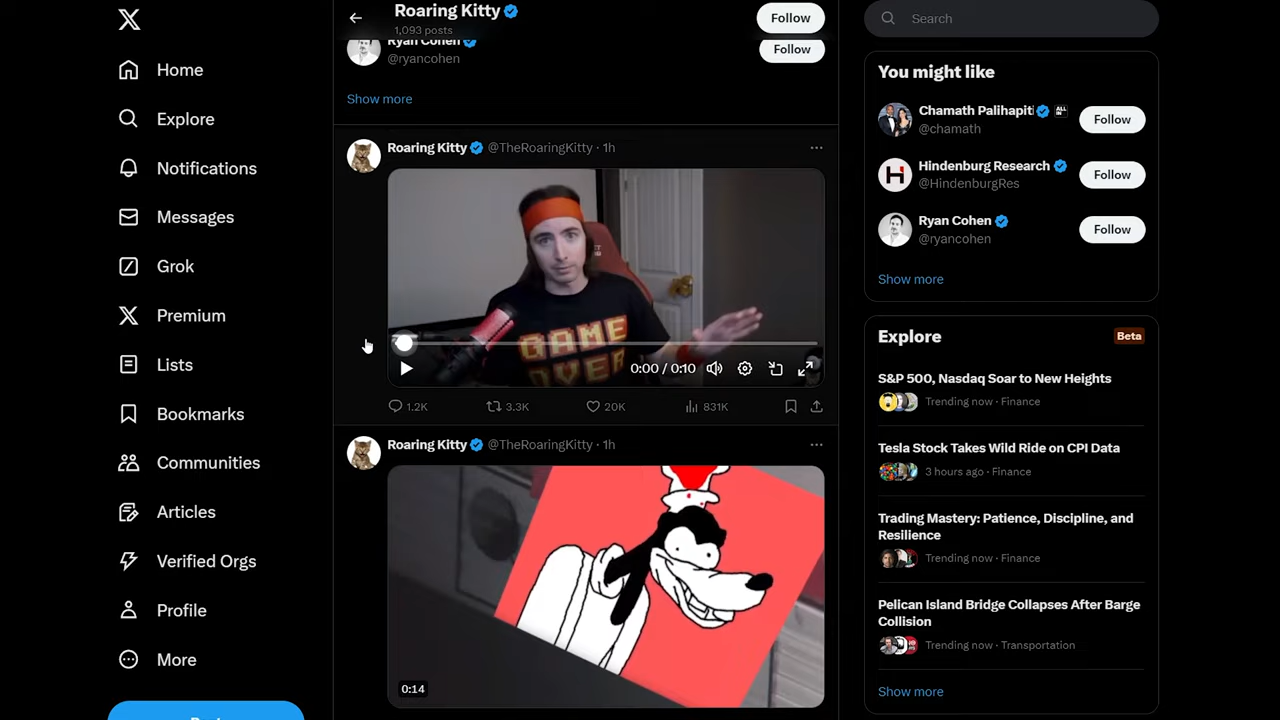 Home
Explore
Notifications
Messages
Grok
Premium
Lists
Bookmarks
Communities
Articles
Verified Orgs
Profile
More
Roaring Kitty
1,093 posts
Follow
Ryan Cohen
@ryancohen
Follow
Show more
Roaring Kitty @TheRoaringKitty · 1h
GAME
OVER
0:00 / 0:10
1.2K 3.3K 20K 831K
Roaring Kitty @TheRoaringKitty · 1h
0:14
Search
You might like
Chamath Palihapiti
@chamath
Follow
Hindenburg Research
@HindenburgRes
Follow
Ryan Cohen
@ryancohen
Follow
Show more
Explore Beta
S&P 500, Nasdaq Soar to New Heights
Trending now · Finance
Tesla Stock Takes Wild Ride on CPI Data
3 hours ago · Finance
Trading Mastery: Patience, Discipline, and
Resilience
Trending now · Finance
Pelican Island Bridge Collapses After Barge
Collision
Trending now · Transportation
Show more